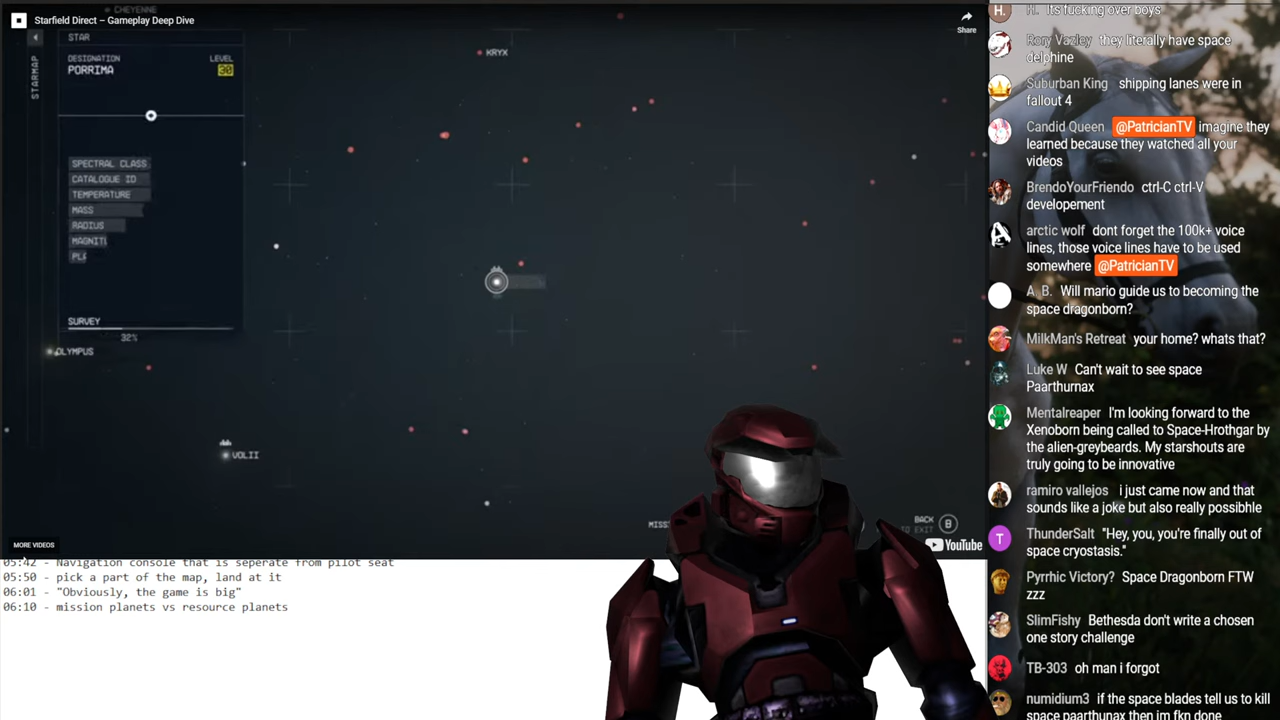 CHEYENNE
Starfield Direct – Gameplay Deep Dive
Share
STAR
STARMAP
DESIGNATION
LEVEL
PORRIMA
30
KRYX
SPECTRAL CLASS
CATALOGUE ID
TEMPERATURE
MASS
RADIUS
MAGNIT
PL
SURVEY
32%
OLYMPUS
VOLII
MISS
BACK
B
TO EXIT
MORE VIDEOS
YouTube
05:42 - Navigation console that is seperate from pilot seat
05:50 - pick a part of the map, land at it
06:01 - "Obviously, the game is big"
06:10 - mission planets vs resource planets
H. H. Its fucking over boys
Rory Vazley they literally have space
delphine
Suburban King shipping lanes were in
fallout 4
Candid Queen @PatricianTV imagine they
learned because they watched all your
videos
BrendoYourFriendo ctrl-C ctrl-V
developement
arctic wolf dont forget the 100k+ voice
lines, those voice lines have to be used
somewhere @PatricianTV
A. B. Will mario guide us to becoming the
space dragonborn?
MilkMan's Retreat your home? whats that?
Luke W Can't wait to see space
Paarthurnax
Mentalreaper I'm looking forward to the
Xenoborn being called to Space-Hrothgar by
the alien-greybeards. My starshouts are
truly going to be innovative
ramiro vallejos i just came now and that
sounds like a joke but also really possibhle
T ThunderSalt "Hey, you, you're finally out of
space cryostasis."
Pyrrhic Victory? Space Dragonborn FTW
zzz
SlimFishy Bethesda don't write a chosen
one story challenge
TB-303 oh man i forgot
numidium3 if the space blades tell us to kill
space paarthunax then im fkn done